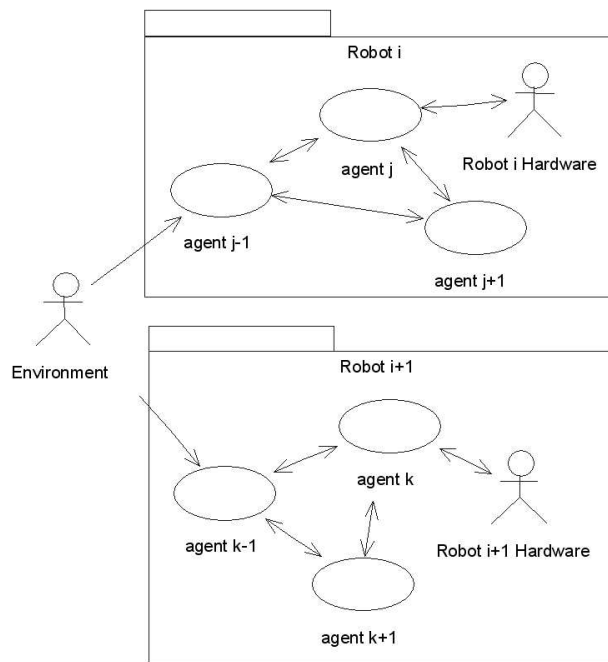 Robot i
agent j
Robot i Hardware
agent j-1
agent j+1
Environment
Robot i+1
agent k
agent k-1
Robot i+1 Hardware
agent k+1